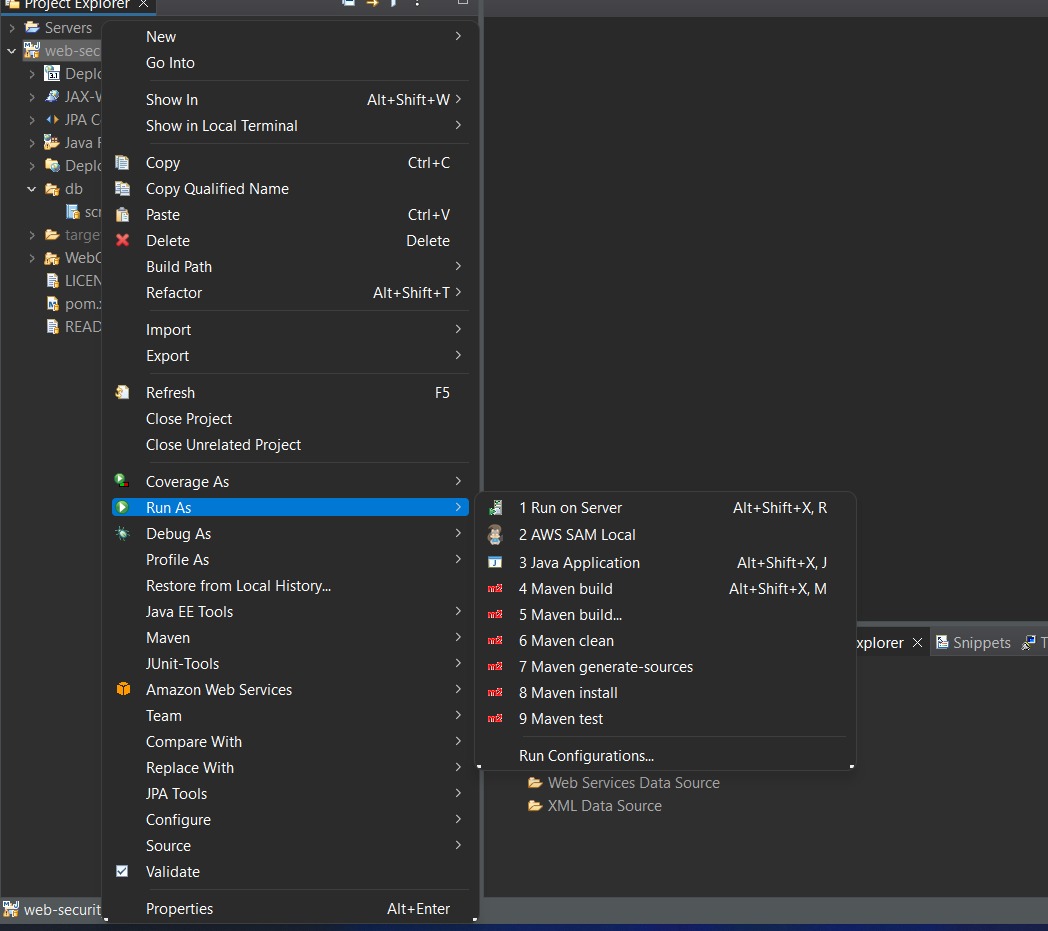 Project Explorer
Servers
web-sec
Deplo
JAX-W
JPA C
Java R
Deplo
db
scr
targe
WebC
LICEN
pom.x
READ
New
Go Into
Show In Alt+Shift+W
Show in Local Terminal
Copy Ctrl+C
Copy Qualified Name
Paste Ctrl+V
Delete Delete
Build Path
Refactor Alt+Shift+T
Import
Export
Refresh F5
Close Project
Close Unrelated Project
Coverage As
Run As
Debug As
Profile As
Restore from Local History...
Java EE Tools
Maven
JUnit-Tools
Amazon Web Services
Team
Compare With
Replace With
JPA Tools
Configure
Source
Validate
Properties Alt+Enter
1 Run on Server Alt+Shift+X, R
2 AWS SAM Local
3 Java Application Alt+Shift+X, J
4 Maven build Alt+Shift+X, M
5 Maven build...
6 Maven clean
7 Maven generate-sources
8 Maven install
9 Maven test
Run Configurations...
xplorer Snippets T
Web Services Data Source
XML Data Source
web-securit